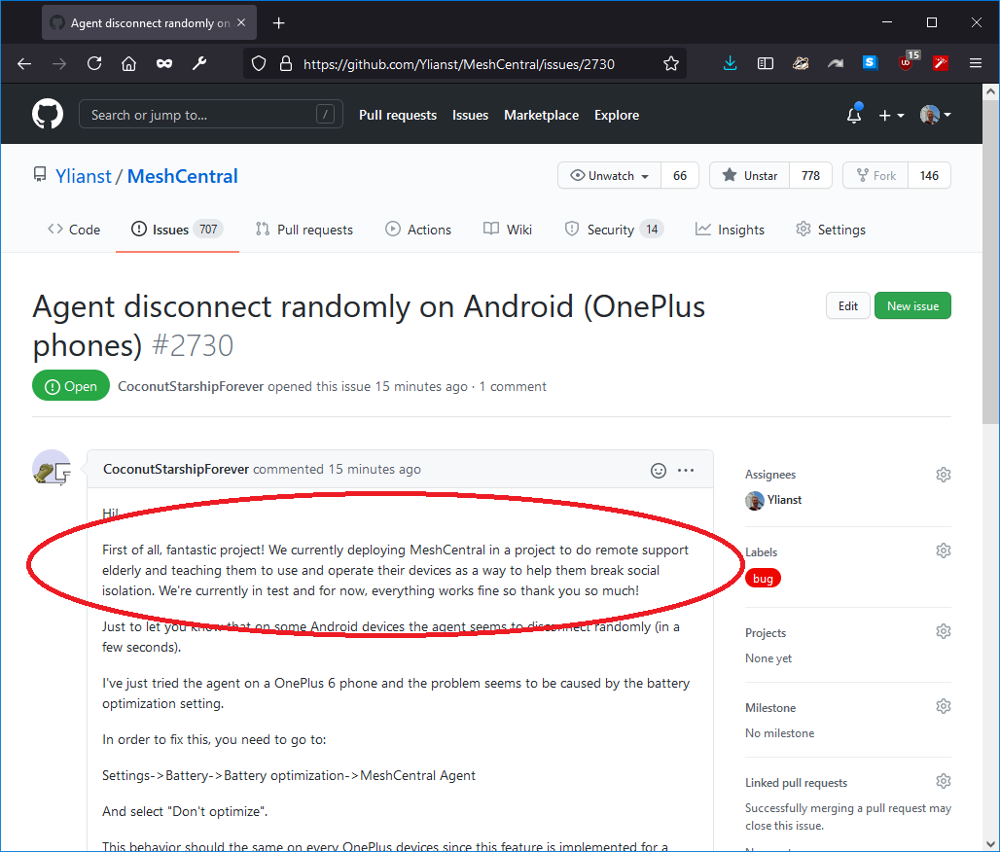 Agent disconnect randomly on
15
https://github.com/Ylianst/MeshCentral/issues/2730
S
UD
Search or jump to...
/
Pull requests
Issues
Marketplace
Explore
Ylianst / MeshCentral
Unwatch 66
Unstar 778
Fork 146
Code
Issues 707
Pull requests
Actions
Wiki
Security 14
Insights
Settings
Agent disconnect randomly on Android (OnePlus
phones) #2730
Edit
New issue
Open
CoconutStarshipForever opened this issue 15 minutes ago · 1 comment
CoconutStarshipForever commented 15 minutes ago
Hi!
First of all, fantastic project! We currently deploying MeshCentral in a project to do remote support
elderly and teaching them to use and operate their devices as a way to help them break social
isolation. We're currently in test and for now, everything works fine so thank you so much!
Just to let you know that on some Android devices the agent seems to disconnect randomly (in a
few seconds).
I've just tried the agent on a OnePlus 6 phone and the problem seems to be caused by the battery
optimization setting.
In order to fix this, you need to go to:
Settings->Battery->Battery optimization->MeshCentral Agent
And select "Don't optimize".
This behavior should the same on every OnePlus devices since this feature is implemented for a
Assignees
Ylianst
Labels
bug
Projects
None yet
Milestone
No milestone
Linked pull requests
Successfully merging a pull request may
close this issue.